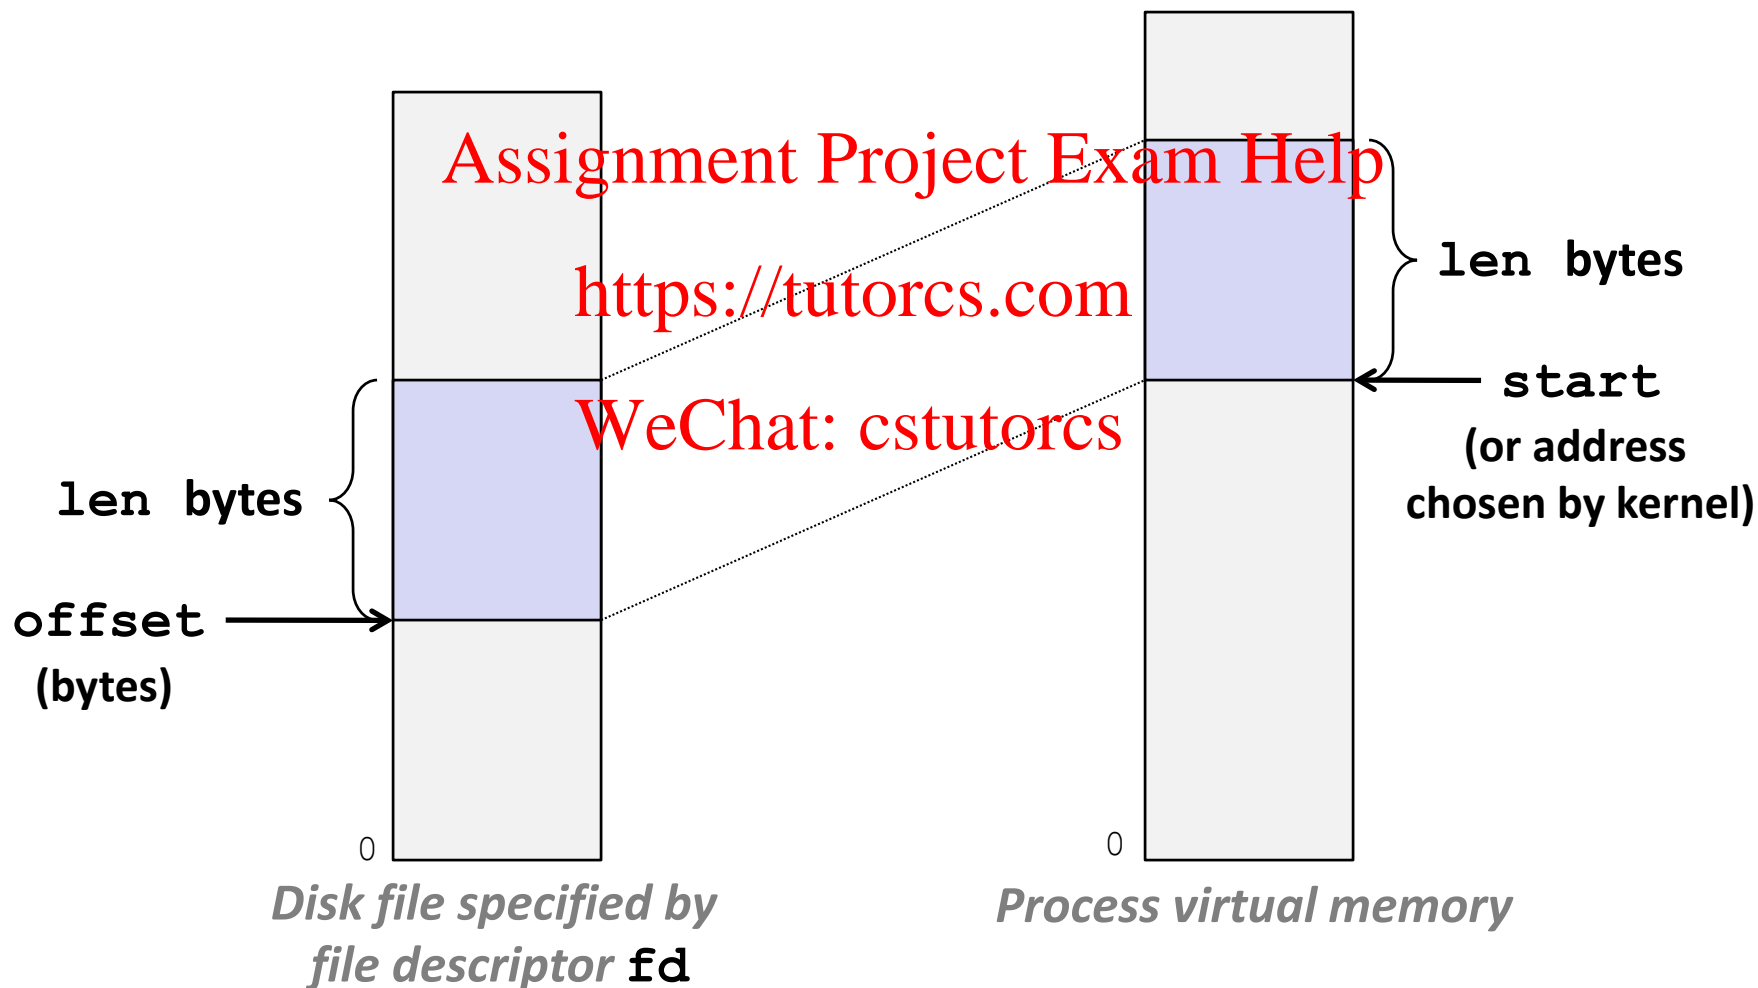 Assignment Project Exam Help
https://tutorcs.com
WeChat: cstutorcs
len bytes
start
(or address
chosen by kernel)
len bytes
offset
(bytes)
0
0
Disk file specified by
file descriptor fd
Process virtual memory